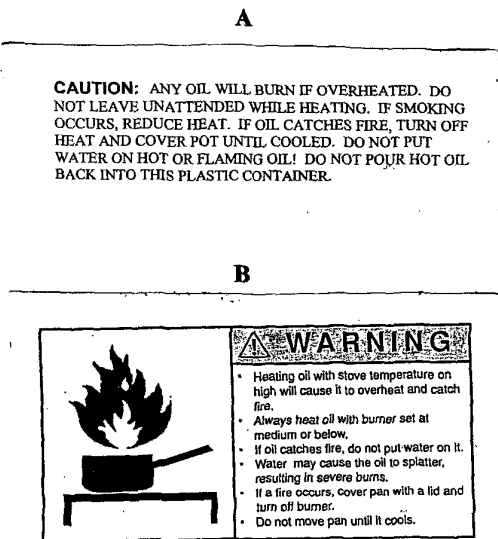 A
CAUTION: ANY OIL WILL BURN IF OVERHEATED. DO
NOT LEAVE UNATTENDED WHILE HEATING. IF SMOKING
OCCURS, REDUCE HEAT. IF OIL CATCHES FIRE, TURN OFF
HEAT AND COVER POT UNTIL COOLED. DO NOT PUT
WATER ON HOT OR FLAMING OIL! DO NOT POUR HOT OIL
BACK INTO THIS PLASTIC CONTAINER.
B
WARNING
• Heating oil with stove temperature on
high will cause it to overheat and catch
fire.
• Always heat oil with burner set at
medium or below.
• If oil catches fire, do not put water on it.
• Water may cause the oil to splatter,
resulting in severe burns.
• If a fire occurs, cover pan with a lid and
turn off burner.
• Do not move pan until it cools.